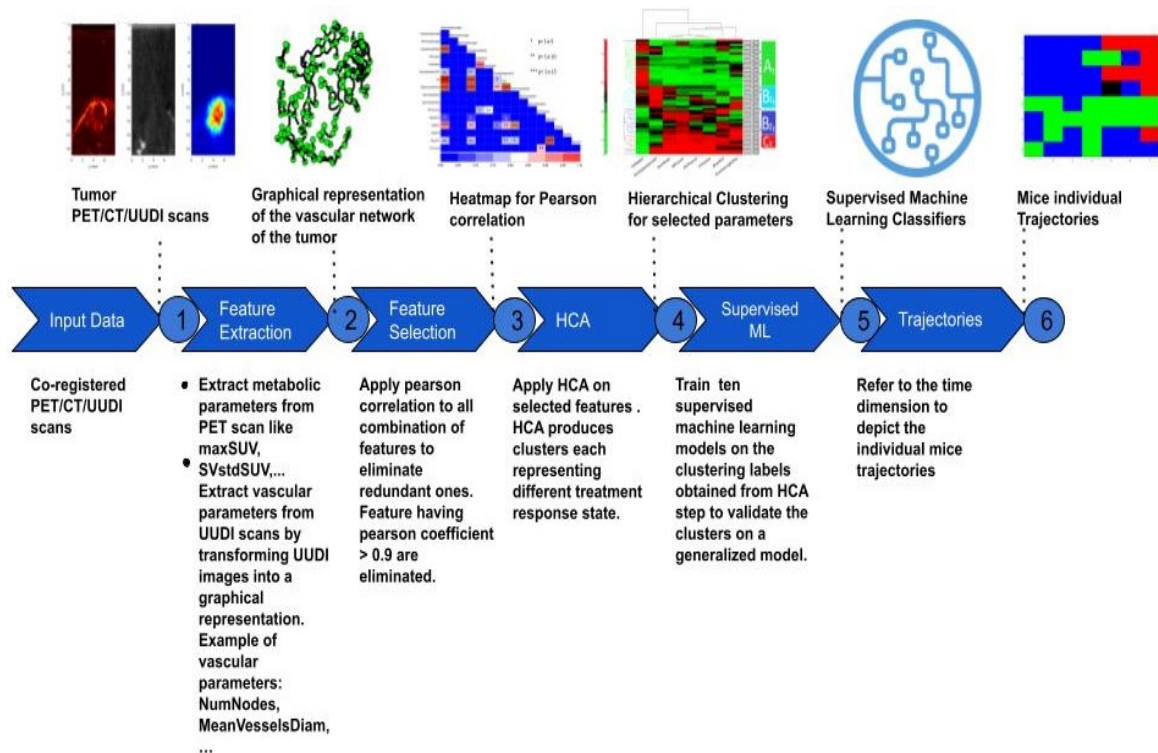 Tumor
PET/CT/UUDI scans
Graphical representation
of the vascular network
of the tumor
Heatmap for Pearson
correlation
Hierarchical Clustering
for selected parameters
Supervised Machine
Learning Classifiers
Mice individual
Trajectories
A₁
Input Data
1
Feature
Extraction
2
Feature
Selection
3
HCA
4
Supervised
ML
5
Trajectories
6
Co-registered
PET/CT/UUDI
scans
• Extract metabolic
parameters from
PET scan like
maxSUV,
• SVstdSUV,...
Extract vascular
parameters from
UUDI scans by
transforming UUDI
images into a
graphical
representation.
Example of
vascular
parameters:
NumNodes,
MeanVesselsDiam,
...
Apply pearson
correlation to all
combination of
features to
eliminate
redundant ones.
Feature having
pearson coefficient
> 0.9 are
eliminated.
Apply HCA on
selected features .
HCA produces
clusters each
representing
different treatment
response state.
Train ten
supervised
machine learning
models on the
clustering labels
obtained from HCA
step to validate the
clusters on a
generalized model.
Refer to the time
dimension to
depict the
individual mice
trajectories